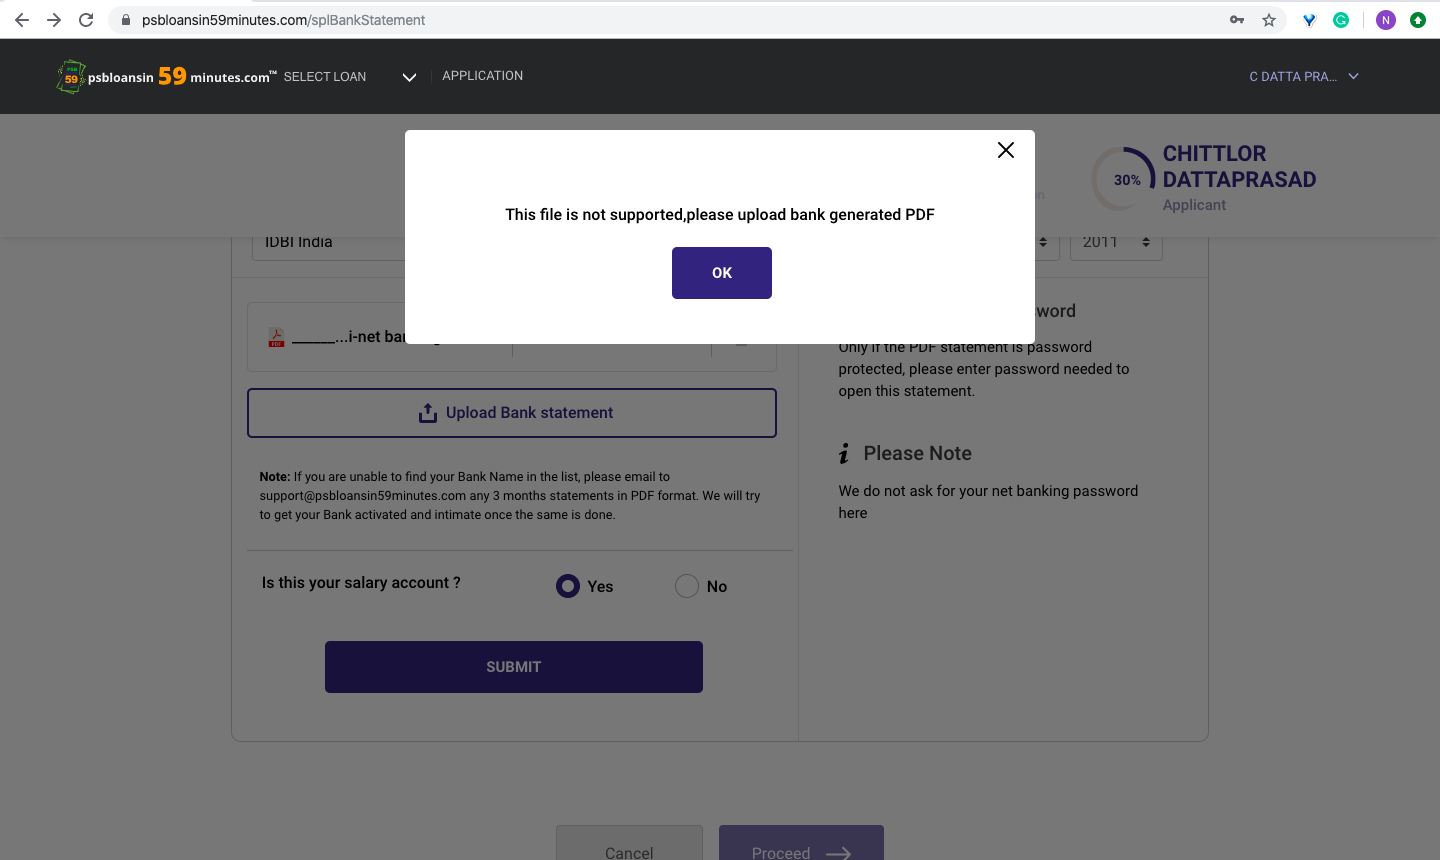 psbloansin59minutes.com/splBankStatement
N
PSB
59
psbloansin 59 minutes.com™ SELECT LOAN APPLICATION C DATTA PRA...
This file is not supported,please upload bank generated PDF
OK
30%
CHITTLOR
DATTAPRASAD
Applicant
IDBI India
2011
PDF
______...i-net
Only if the PDF statement is password
protected, please enter password needed to
open this statement.
Upload Bank statement
Please Note
We do not ask for your net banking password
here
Note: If you are unable to find your Bank Name in the list, please email to
support@psbloansin59minutes.com any 3 months statements in PDF format. We will try
to get your Bank activated and intimate once the same is done.
Is this your salary account ?
Yes
No
SUBMIT
Cancel
Proceed